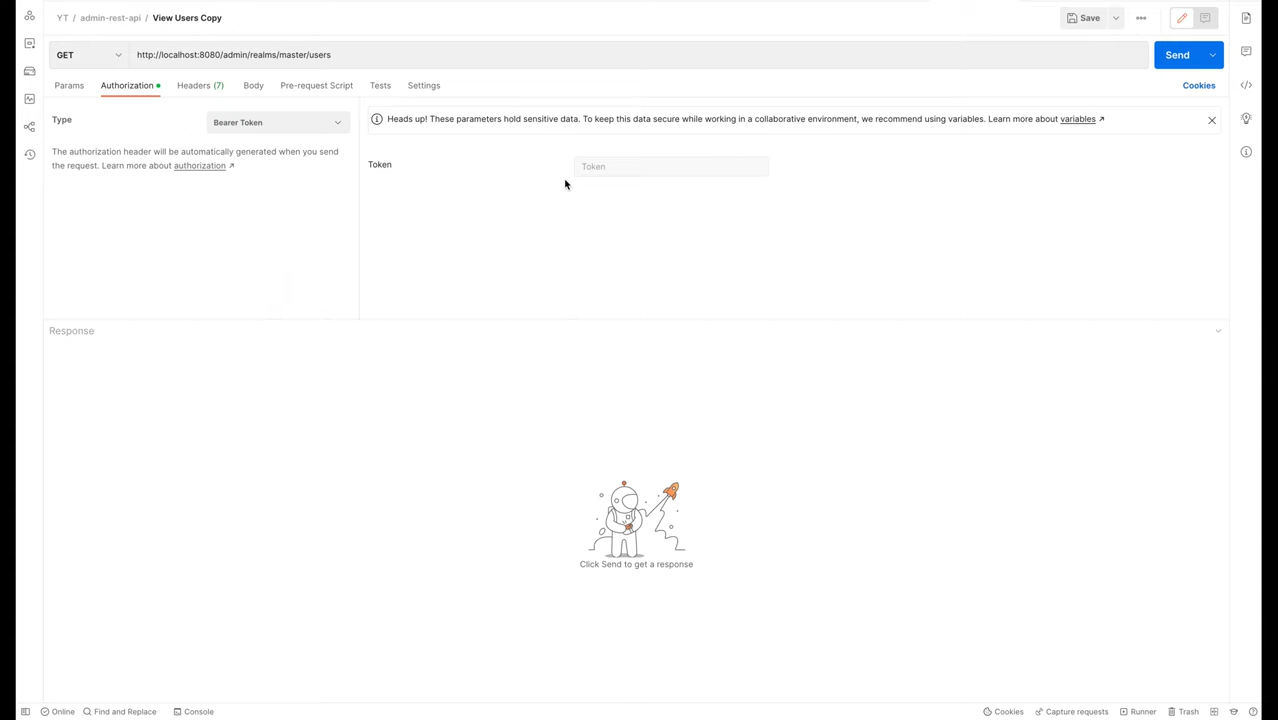 YT / admin-rest-api / View Users Copy
Save
GET http://localhost:8080/admin/realms/master/users
Send
Params Authorization Headers (7) Body Pre-request Script Tests Settings
Cookies
Type Bearer Token
The authorization header will be automatically generated when you send
the request. Learn more about authorization ↗
Heads up! These parameters hold sensitive data. To keep this data secure while working in a collaborative environment, we recommend using variables. Learn more about variables ↗
Token Token
Response
Click Send to get a response
Online Find and Replace Console Cookies Capture requests Runner Trash